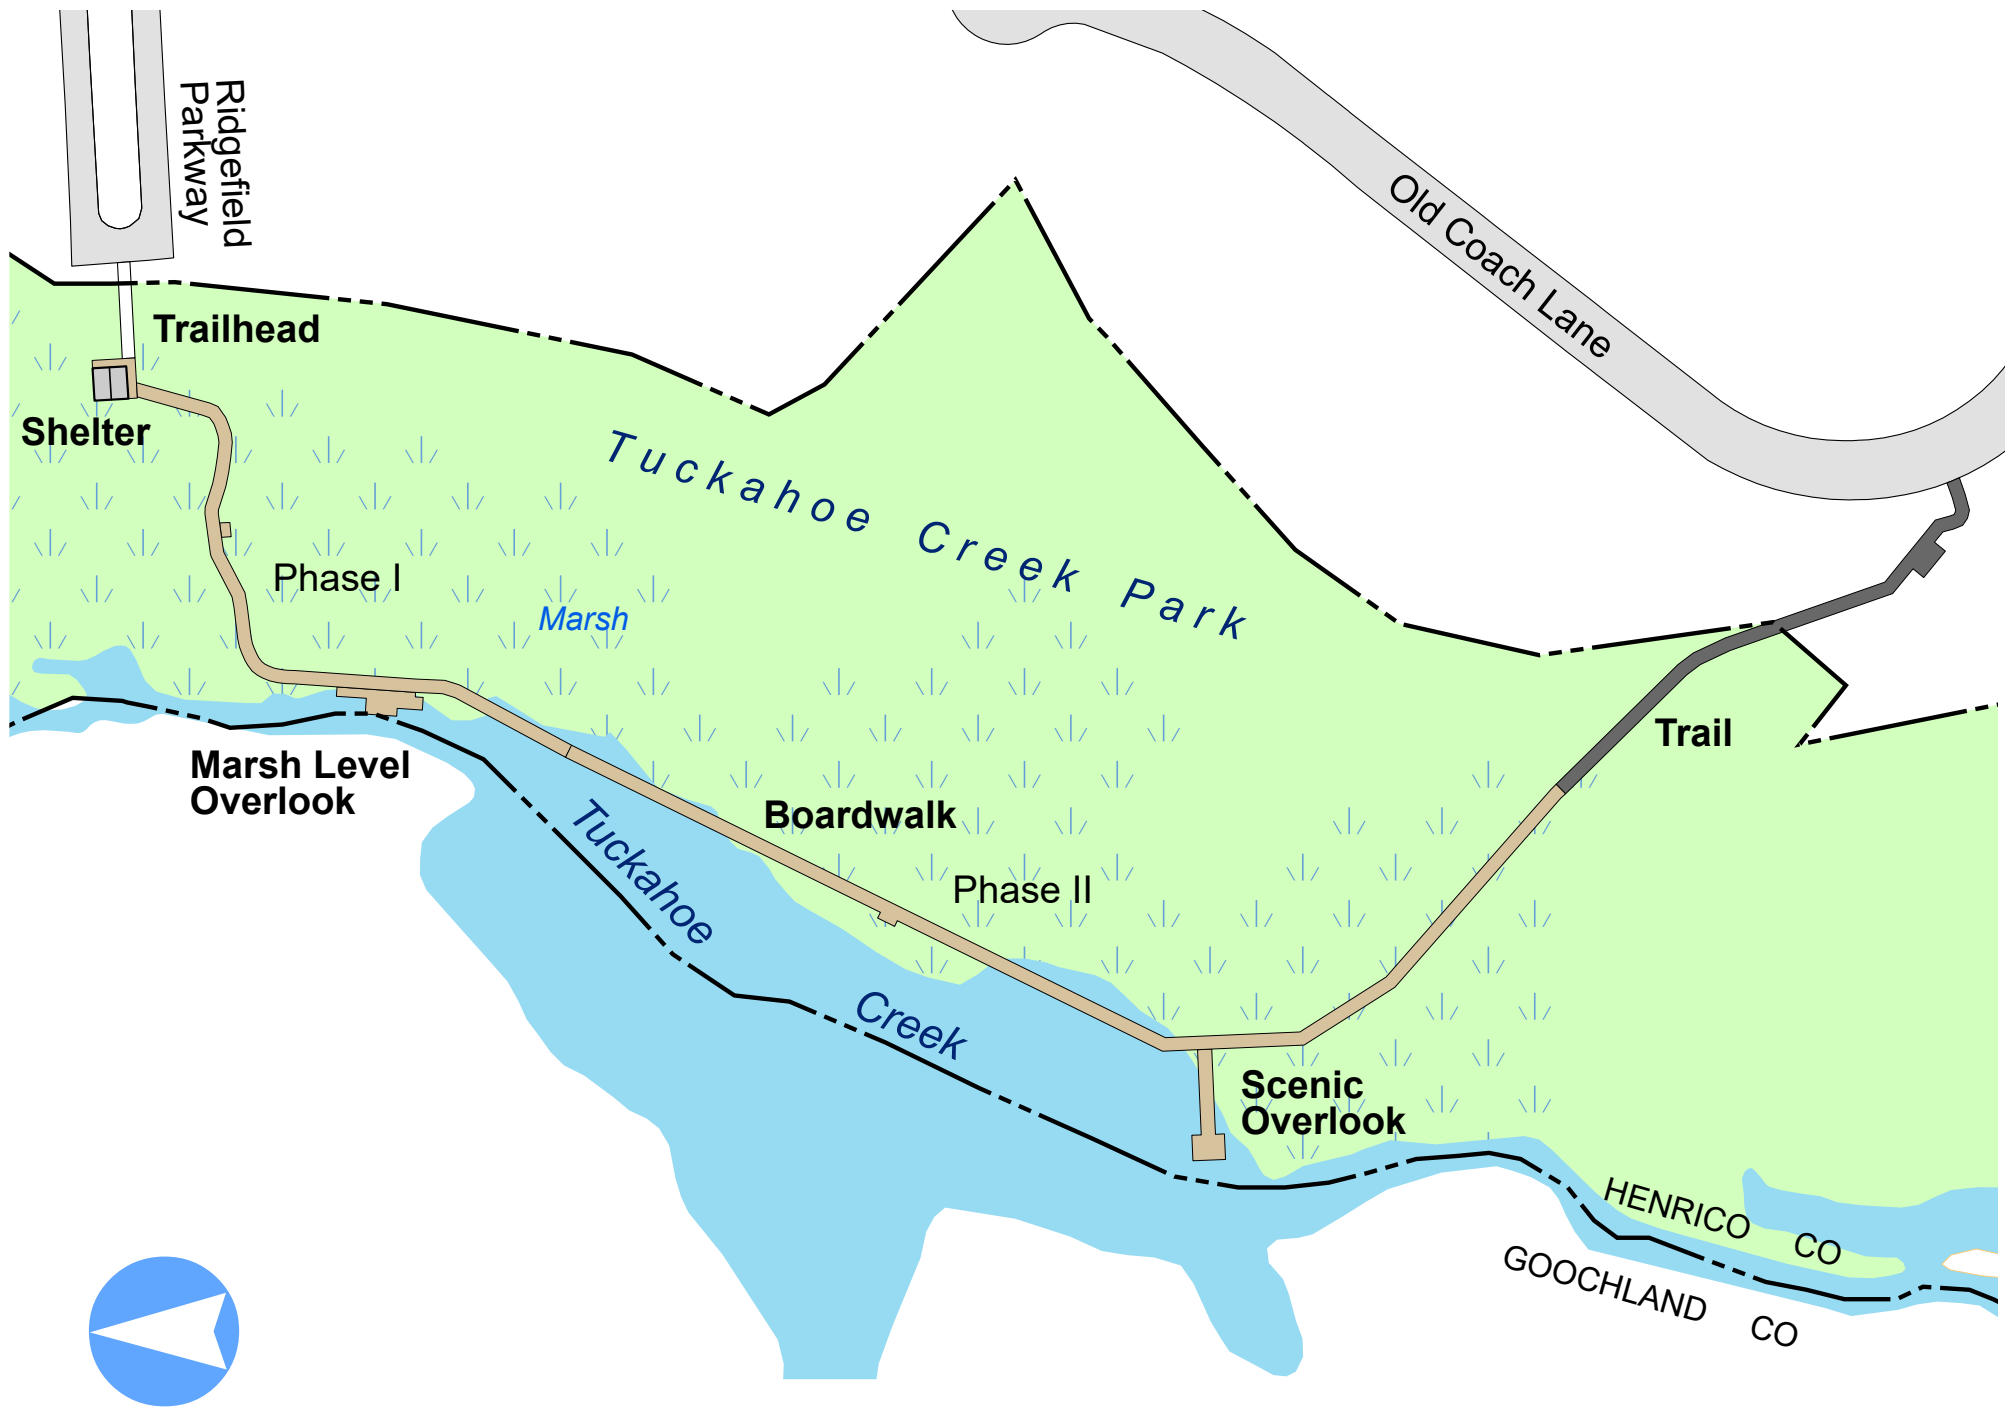 Ridgefield
Parkway
Old Coach Lane
Trailhead
Shelter
Tuckahoe Creek Park
Phase I
Marsh
Trail
Marsh Level
Overlook
Boardwalk
Tuckahoe
Phase II
Creek
Scenic
Overlook
HENRICO CO
GOOCHLAND CO